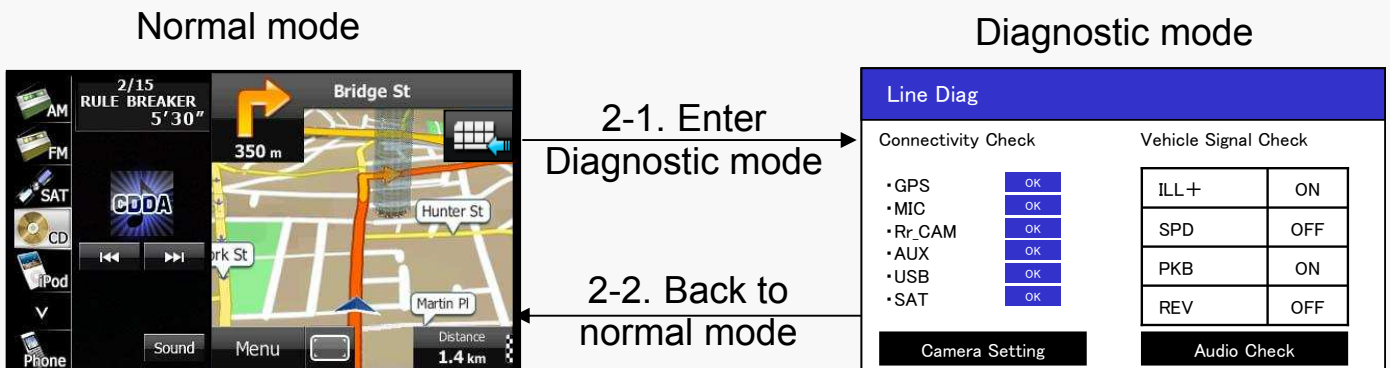 Normal mode
Diagnostic mode
AM
FM
SAT
CD
iPod
Phone
2/15
RULE BREAKER
5'30"
CDDA
Sound
Bridge St
350 m
Hunter St
rk St
Martin Pl
Menu
Distance
1.4 km
2-1. Enter
Diagnostic mode
2-2. Back to
normal mode
Line Diag
Connectivity Check
・GPS OK
・MIC OK
・Rr_CAM OK
・AUX OK
・USB OK
・SAT OK
Camera Setting
Vehicle Signal Check
ILL+ ON
SPD OFF
PKB ON
REV OFF
Audio Check